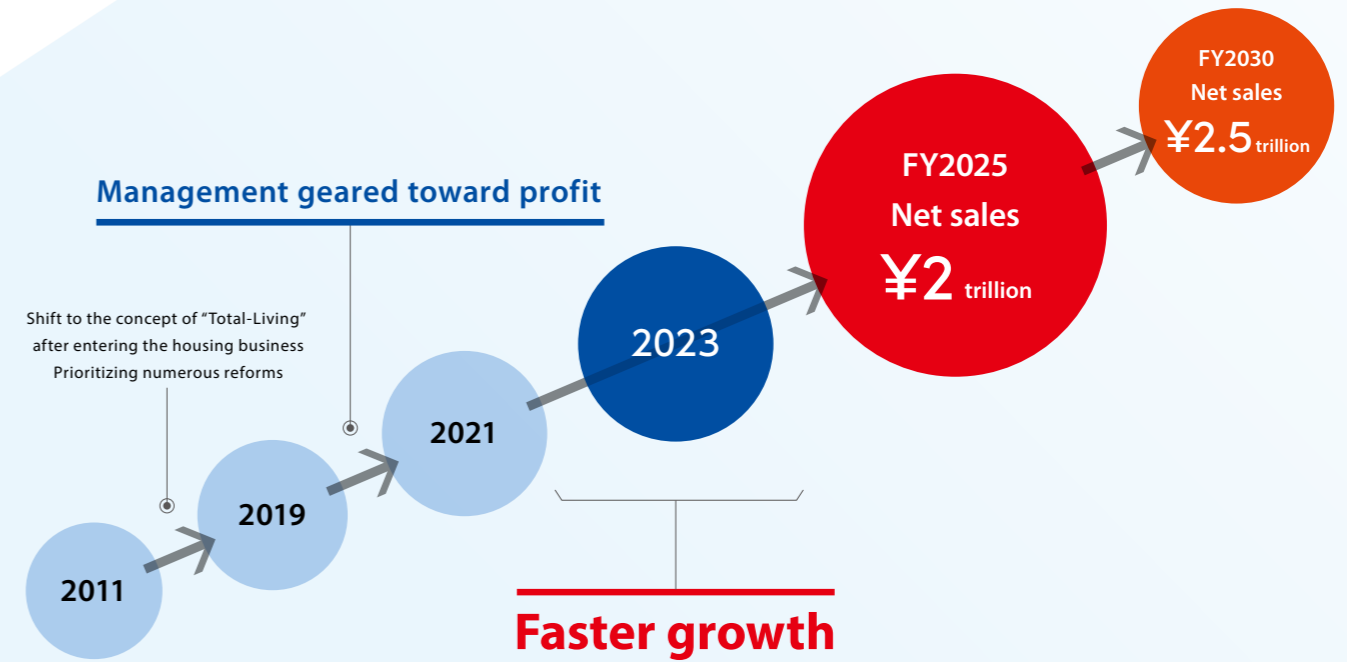 FY2030
Net sales
¥2.5 trillion
FY2025
Net sales
¥2 trillion
Management geared toward profit
2023
Shift to the concept of “Total-Living”
after entering the housing business
Prioritizing numerous reforms
2021
2019
2011
Faster growth